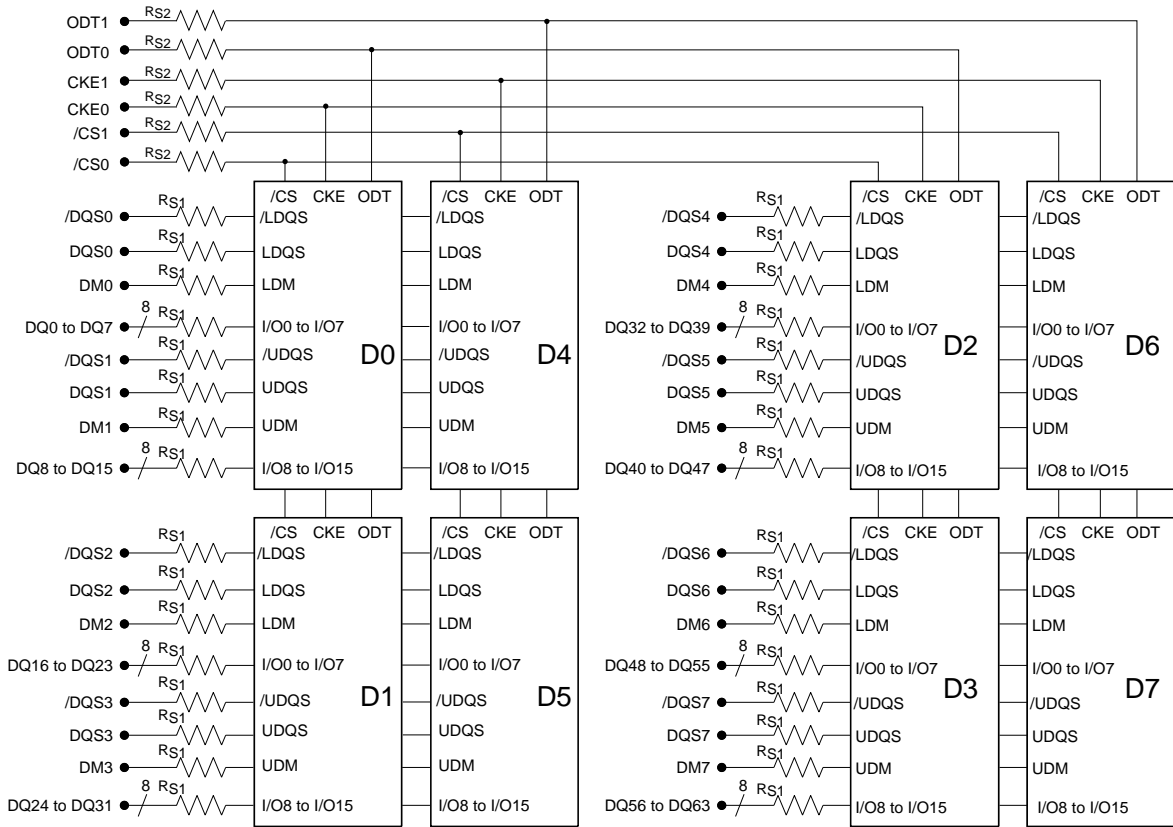 ODT1 RS2
ODT0 RS2
CKE1 RS2
CKE0 RS2
/CS1 RS2
/CS0 RS2
/CS CKE ODT
/DQS0 RS1 /LDQS
DQS0 RS1 LDQS
DM0 RS1 LDM
DQ0 to DQ7 8 RS1 I/O0 to I/O7
/DQS1 RS1 /UDQS
D0
DQS1 RS1 UDQS
DM1 RS1 UDM
DQ8 to DQ15 8 RS1 I/O8 to I/O15
/CS CKE ODT
/LDQS
LDQS
LDM
I/O0 to I/O7
/UDQS
D4
UDQS
UDM
I/O8 to I/O15
/CS CKE ODT
/DQS4 RS1 /LDQS
DQS4 RS1 LDQS
DM4 RS1 LDM
DQ32 to DQ39 8 RS1 I/O0 to I/O7
D2
/DQS5 RS1 /UDQS
DQS5 RS1 UDQS
DM5 RS1 UDM
DQ40 to DQ47 8 RS1 I/O8 to I/O15
/CS CKE ODT
/LDQS
LDQS
LDM
I/O0 to I/O7
D6
/UDQS
UDQS
UDM
I/O8 to I/O15
/CS CKE ODT
/DQS2 RS1 /LDQS
DQS2 RS1 LDQS
DM2 RS1 LDM
DQ16 to DQ23 8 RS1 I/O0 to I/O7
/DQS3 RS1 /UDQS
D1
DQS3 RS1 UDQS
DM3 RS1 UDM
DQ24 to DQ31 8 RS1 I/O8 to I/O15
/CS CKE ODT
/LDQS
LDQS
LDM
I/O0 to I/O7
/UDQS
D5
UDQS
UDM
I/O8 to I/O15
/CS CKE ODT
/DQS6 RS1 /LDQS
DQS6 RS1 LDQS
DM6 RS1 LDM
DQ48 to DQ55 8 RS1 I/O0 to I/O7
D3
/DQS7 RS1 /UDQS
DQS7 RS1 UDQS
DM7 RS1 UDM
DQ56 to DQ63 8 RS1 I/O8 to I/O15
/CS CKE ODT
/LDQS
LDQS
LDM
I/O0 to I/O7
D7
/UDQS
UDQS
UDM
I/O8 to I/O15